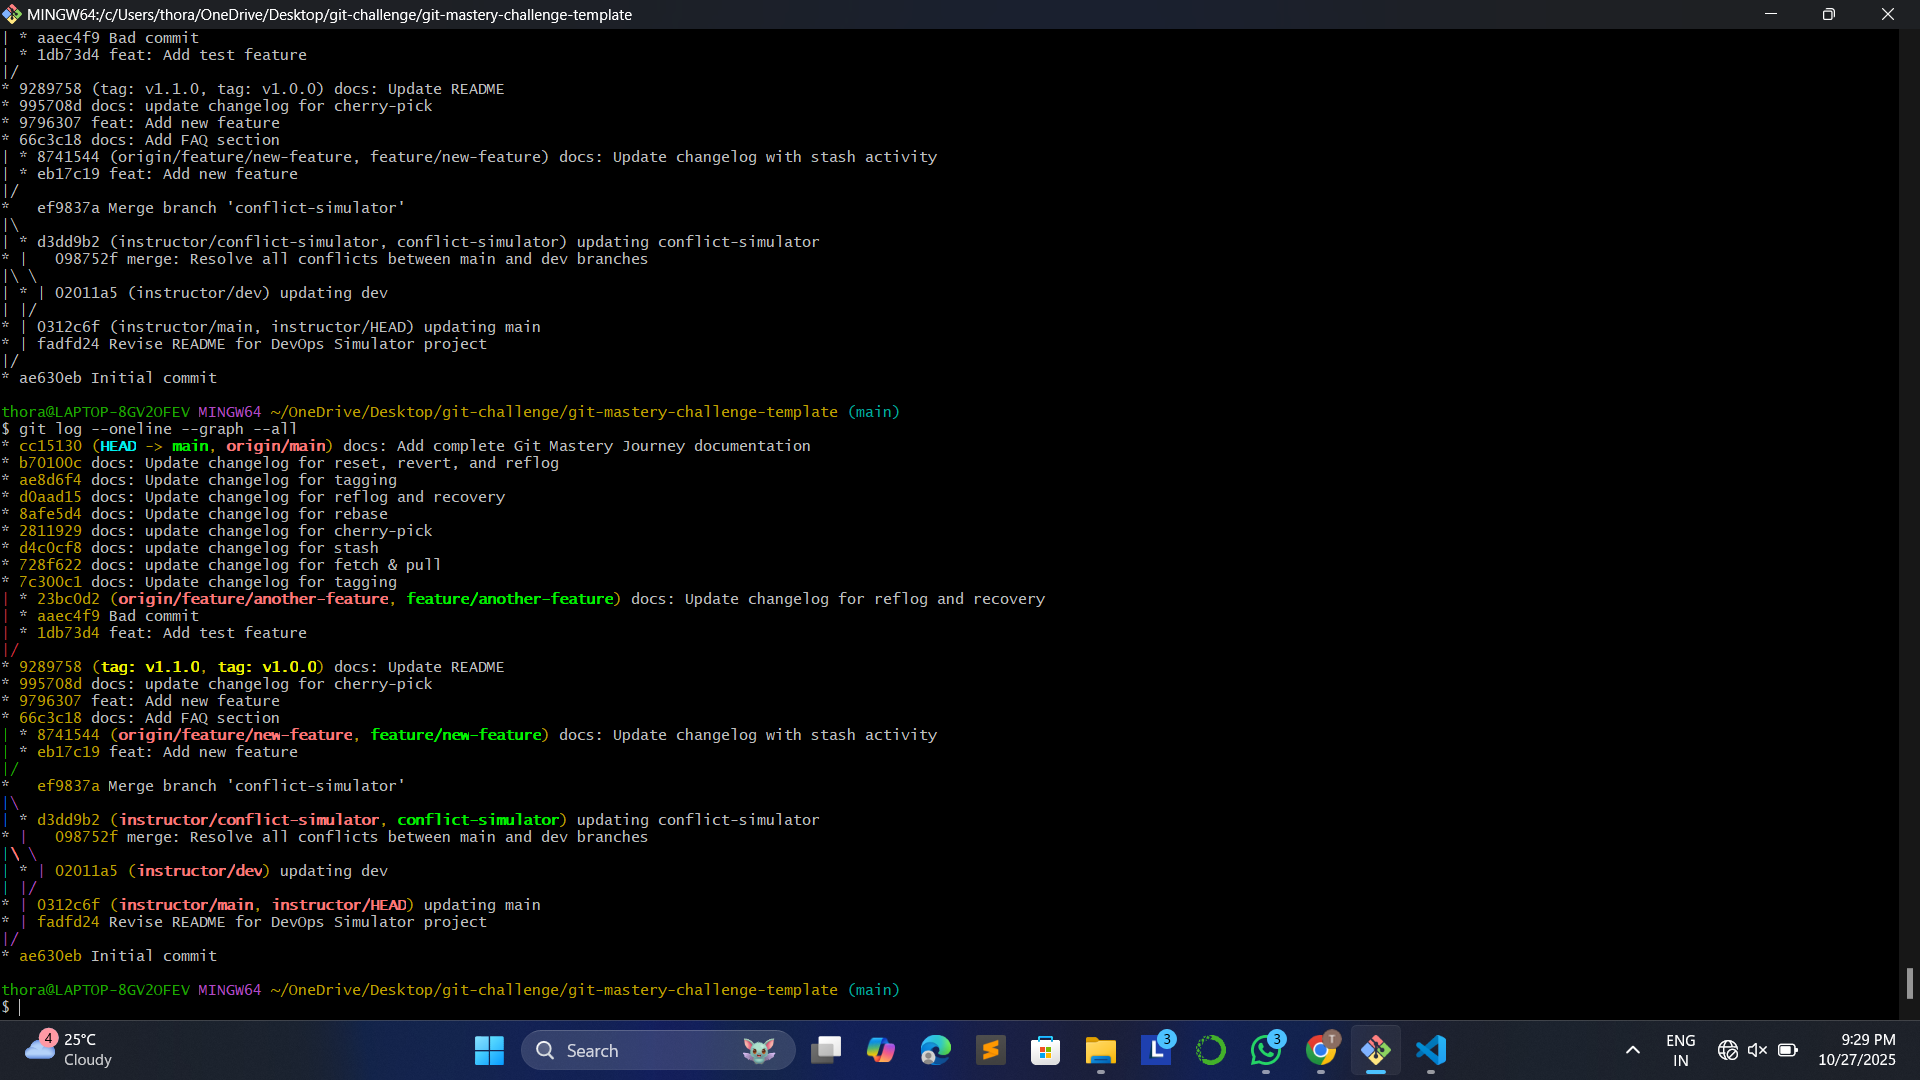 MINGW64:/c/Users/thora/OneDrive/Desktop/git-challenge/git-mastery-challenge-template
| * aaec4f9 Bad commit
| * 1db73d4 feat: Add test feature
|/
* 9289758 (tag: v1.1.0, tag: v1.0.0) docs: Update README
* 995708d docs: update changelog for cherry-pick
* 9796307 feat: Add new feature
* 66c3c18 docs: Add FAQ section
| * 8741544 (origin/feature/new-feature, feature/new-feature) docs: Update changelog with stash activity
| * eb17c19 feat: Add new feature
|/
*   ef9837a Merge branch 'conflict-simulator'
|\
| * d3dd9b2 (instructor/conflict-simulator, conflict-simulator) updating conflict-simulator
* |   098752f merge: Resolve all conflicts between main and dev branches
|\ \
| * | 02011a5 (instructor/dev) updating dev
| |/
* | 0312c6f (instructor/main, instructor/HEAD) updating main
* | fadfd24 Revise README for DevOps Simulator project
|/
* ae630eb Initial commit
thora@LAPTOP-8GV2OFEV MINGW64 ~/OneDrive/Desktop/git-challenge/git-mastery-challenge-template (main)
$ git log --oneline --graph --all
* cc15130 (HEAD -> main, origin/main) docs: Add complete Git Mastery Journey documentation
* b70100c docs: Update changelog for reset, revert, and reflog
* ae8d6f4 docs: Update changelog for tagging
* d0aad15 docs: Update changelog for reflog and recovery
* 8afe5d4 docs: Update changelog for rebase
* 2811929 docs: update changelog for cherry-pick
* d4c0cf8 docs: update changelog for stash
* 728f622 docs: update changelog for fetch & pull
* 7c300c1 docs: Update changelog for tagging
| * 23bc0d2 (origin/feature/another-feature, feature/another-feature) docs: Update changelog for reflog and recovery
| * aaec4f9 Bad commit
| * 1db73d4 feat: Add test feature
|/
* 9289758 (tag: v1.1.0, tag: v1.0.0) docs: Update README
* 995708d docs: update changelog for cherry-pick
* 9796307 feat: Add new feature
* 66c3c18 docs: Add FAQ section
| * 8741544 (origin/feature/new-feature, feature/new-feature) docs: Update changelog with stash activity
| * eb17c19 feat: Add new feature
|/
*   ef9837a Merge branch 'conflict-simulator'
|\
| * d3dd9b2 (instructor/conflict-simulator, conflict-simulator) updating conflict-simulator
* |   098752f merge: Resolve all conflicts between main and dev branches
|\ \
| * | 02011a5 (instructor/dev) updating dev
| |/
* | 0312c6f (instructor/main, instructor/HEAD) updating main
* | fadfd24 Revise README for DevOps Simulator project
|/
* ae630eb Initial commit
thora@LAPTOP-8GV2OFEV MINGW64 ~/OneDrive/Desktop/git-challenge/git-mastery-challenge-template (main)
$
4
25°C
Cloudy
Search
L
3
3
T
ENG
IN
9:29 PM
10/27/2025